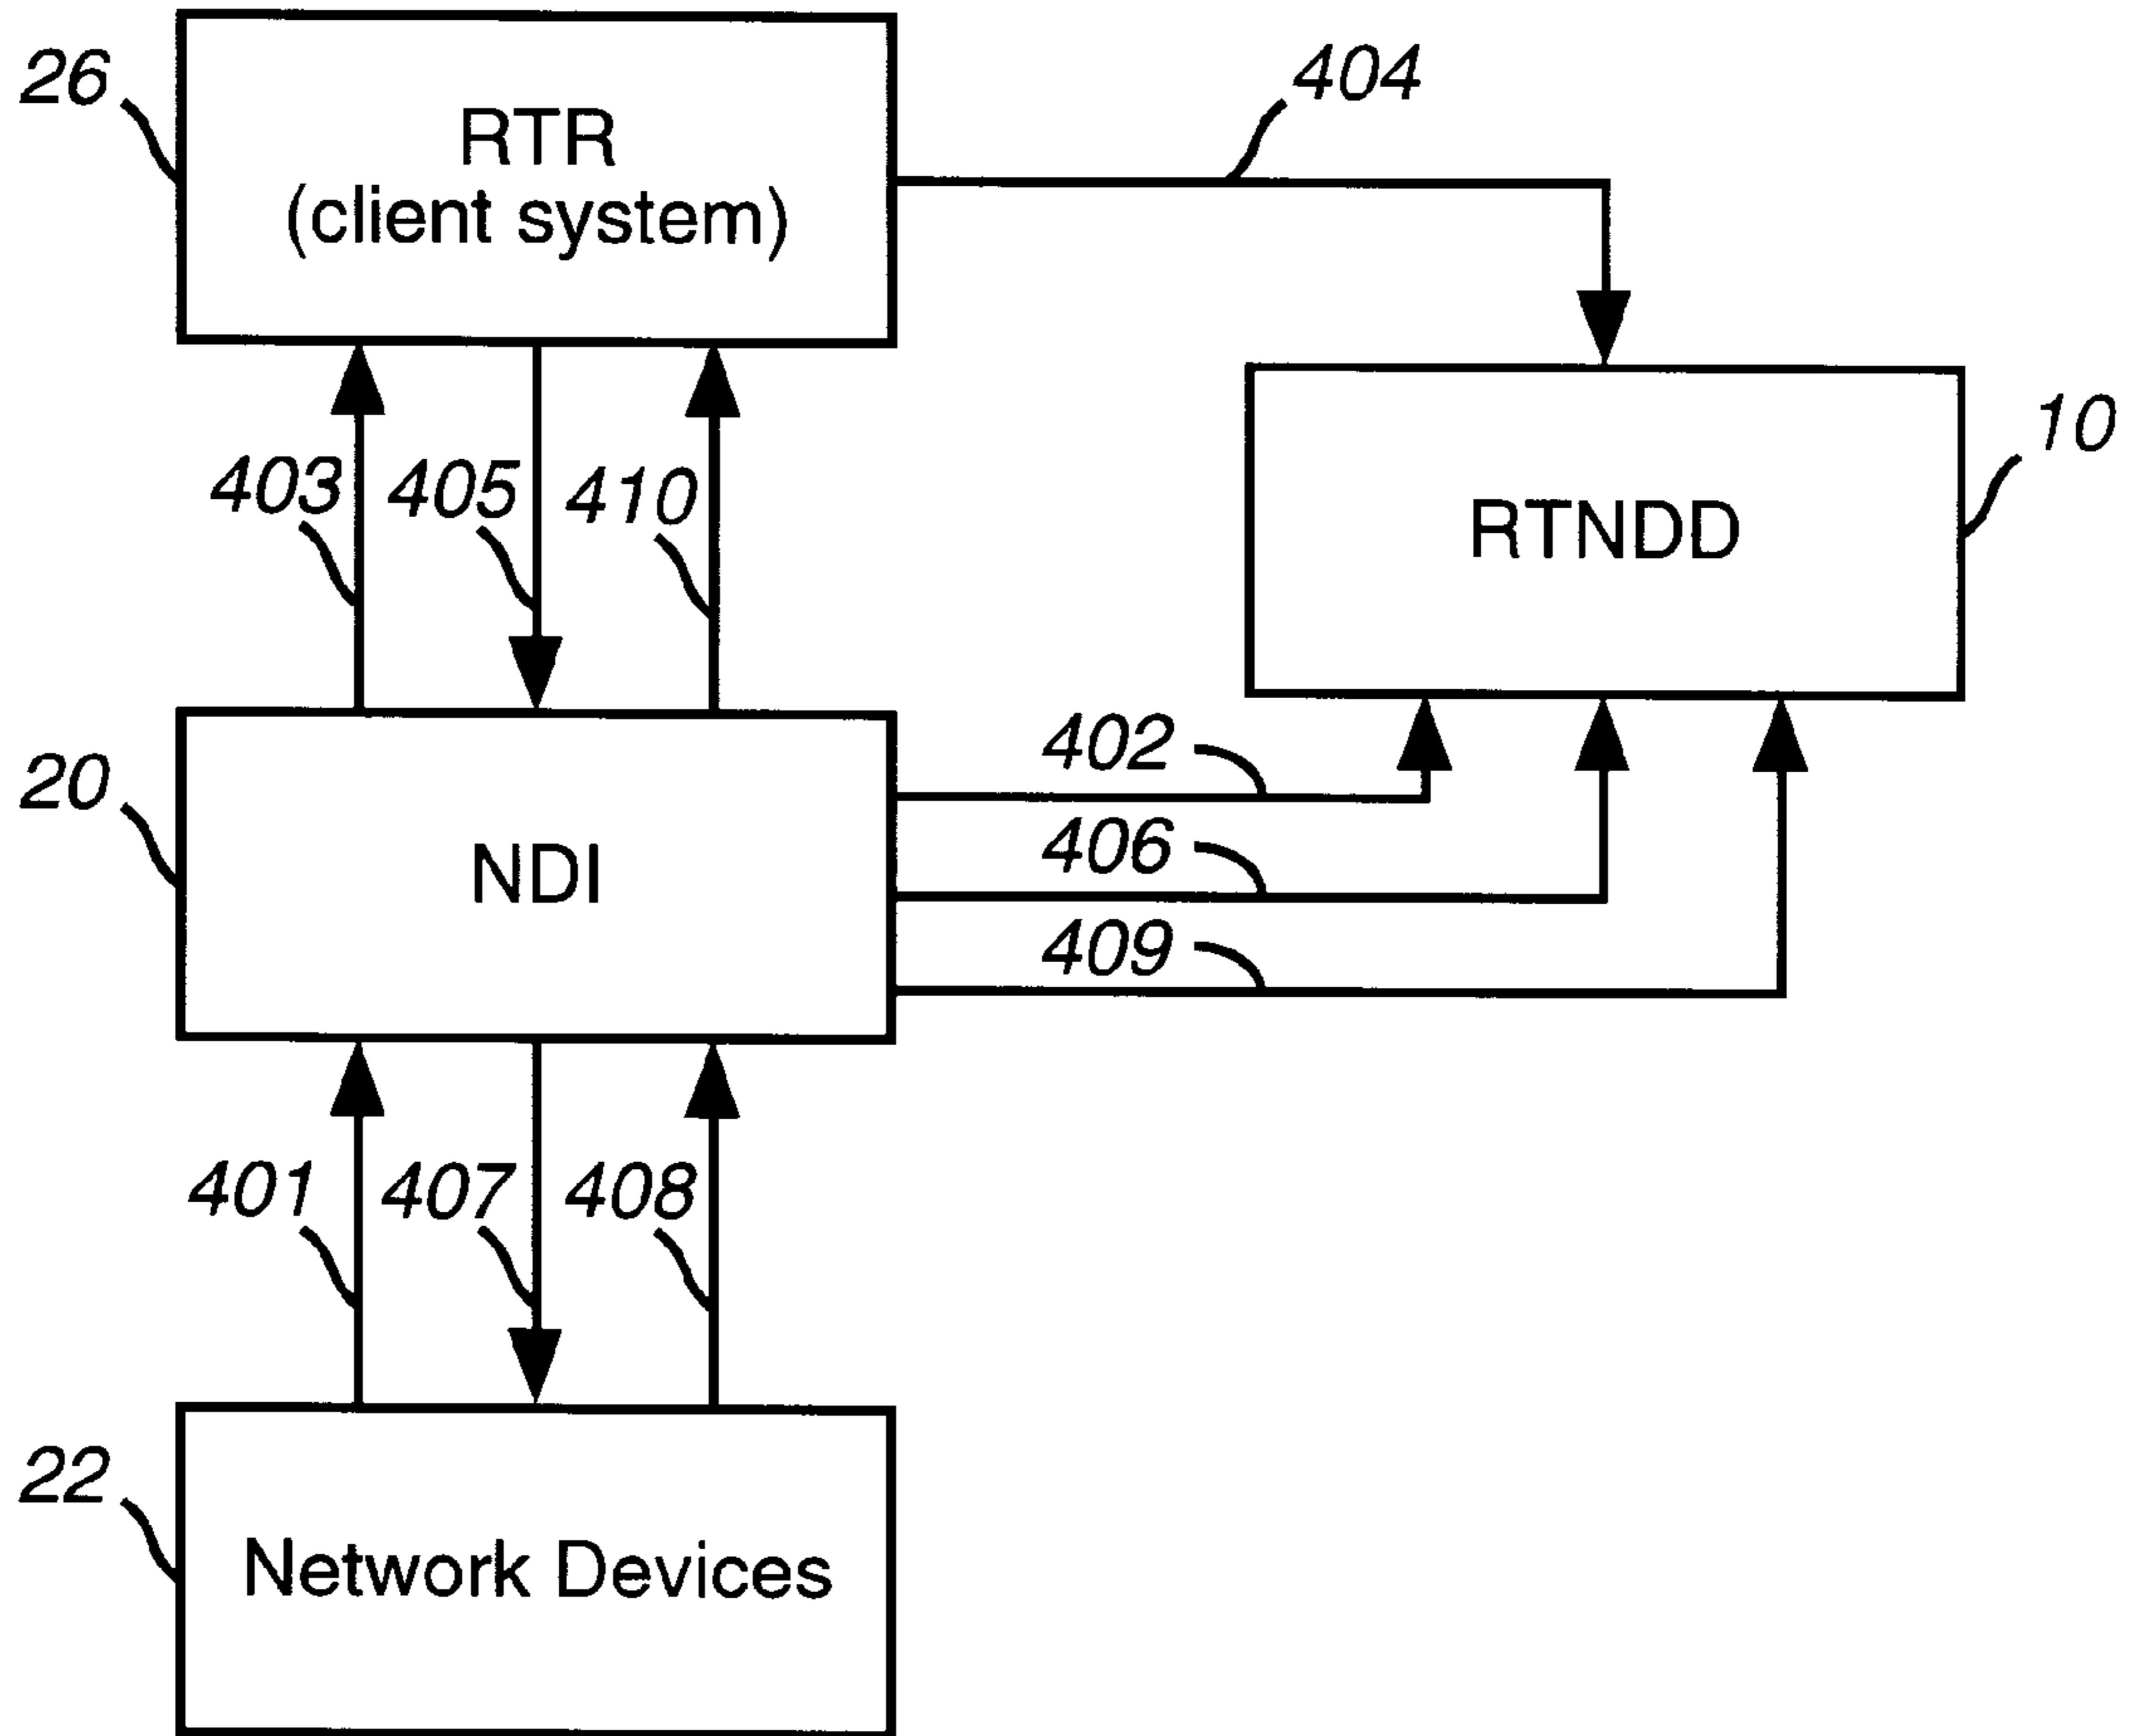 26
RTR
(client system)
404
10
RTNDD
403
405
410
20
NDI
402
406
409
401
407
408
22
Network Devices